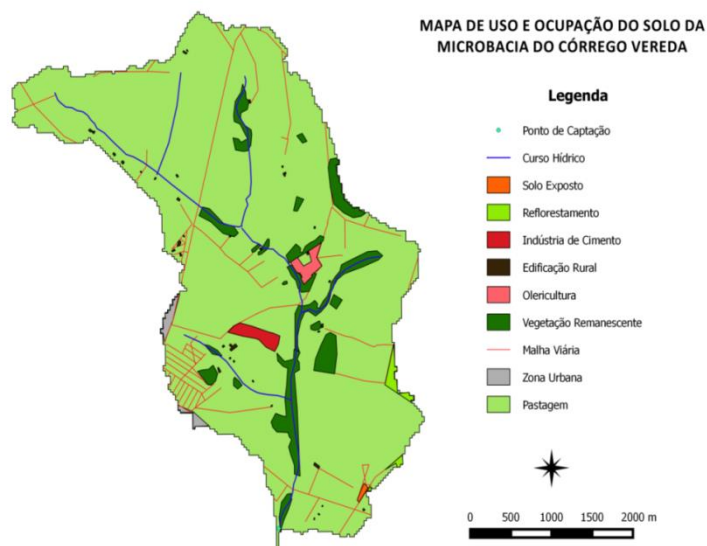 MAPA DE USO E OCUPAÇÃO DO SOLO DA
MICROBACIA DO CÓRREGO VEREDA
Legenda
Ponto de Captação
Curso Hídrico
Solo Exposto
Reflorestamento
Indústria de Cimento
Edificação Rural
Olericultura
Vegetação Remanescente
Malha Viária
Zona Urbana
Pastagem
0 500 1000 1500 2000 m